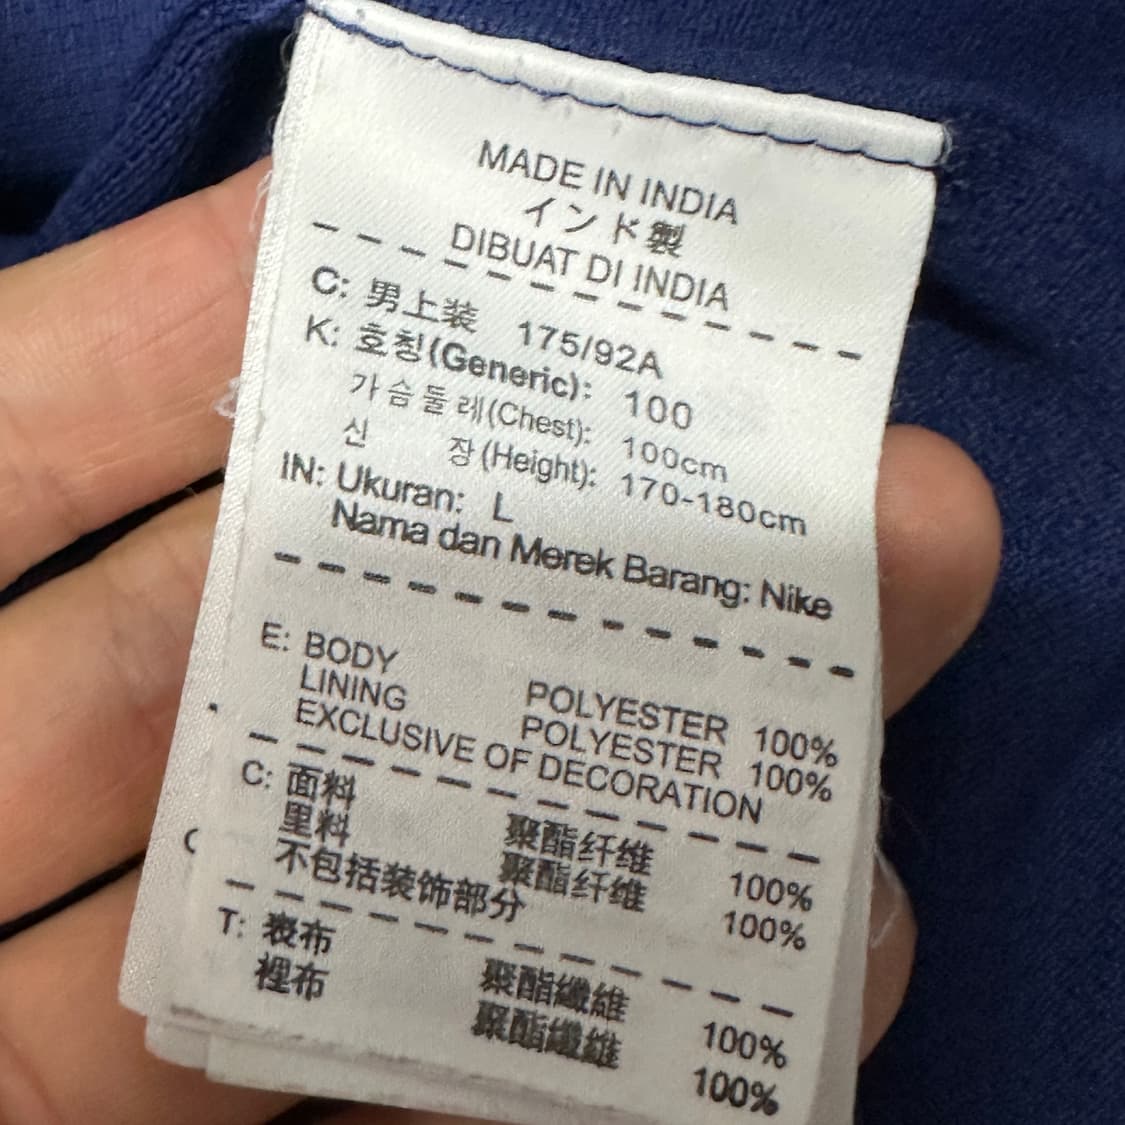 MADE IN INDIA
インド製
DIBUAT DI INDIA
C: 男上装 175/92A
K: 호칭(Generic): 100
가슴둘레(Chest): 100cm
신 장(Height): 170-180cm
IN: Ukuran: L
Nama dan Merek Barang: Nike
E: BODY POLYESTER 100%
LINING POLYESTER 100%
EXCLUSIVE OF DECORATION
C: 面料 聚酯纤维 100%
里料 聚酯纤维 100%
不包括装饰部分
T: 表布 聚酯纖維 100%
裡布 聚酯纖維 100%